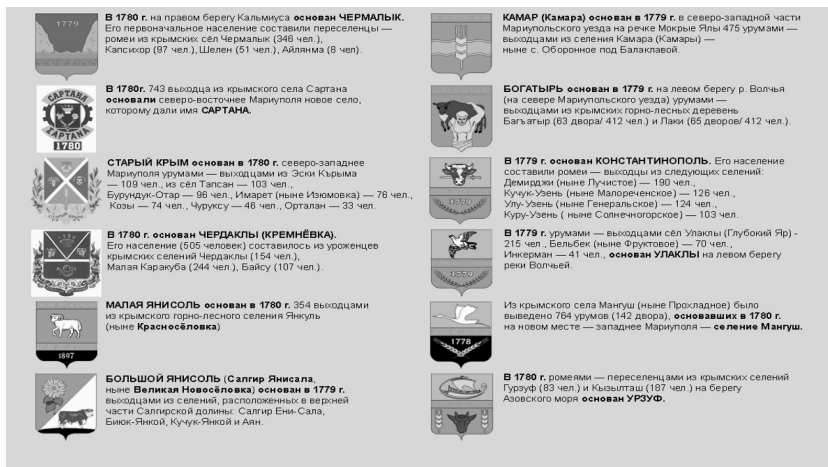 1779
В 1780 г. на правом берегу Кальмиуса основан ЧЕРМАЛЫК.
Его первоначальное население составили переселенцы —
ромеи из крымских сёл Чермалык (346 чел.),
Капсихор (97 чел.), Шелен (51 чел.), Айлянма (8 чел).
САРТАНА
САРТАНА
1780
В 1780г. 743 выходца из крымского села Сартана
основали северо-восточнее Мариуполя новое село,
которому дали имя САРТАНА.
СТАРЫЙ КРЫМ основан в 1780 г. северо-западнее
Мариуполя урумами — выходцами из Эски Кърыма
— 109 чел., из сёл Тапсан — 103 чел.,
Бурундук-Отар — 96 чел., Имарет (ныне Изюмовка) — 76 чел.,
Козы — 74 чел., Чуруксу — 46 чел., Орталан — 33 чел.
В 1780 г. основан ЧЕРДАКЛЫ (КРЕМНЁВКА).
Его население (505 человек) составилось из уроженцев
крымских селений Чердаклы (154 чел.),
Малая Каракуба (244 чел.), Байсу (107 чел.).
МАЛАЯ ЯНИСОЛЬ основан в 1780 г. 354 выходцами
из крымского горно-лесного селения Янкуль
(ныне Красносёловка)
1897
БОЛЬШОЙ ЯНИСОЛЬ (Салгир Янисала,
ныне Великая Новосёловка) основан в 1779 г.
выходцами из селений, расположенных в верхней
части Салгирской долины: Салгир Ени-Сала,
Биюк-Янкой, Кучук-Янкой и Аян.
КАМАР (Камара) основан в 1779 г. в северо-западной части
Мариупольского уезда на речке Мокрые Ялы 475 урумами —
выходцами из селения Камара (Камары) —
ныне с. Оборонное под Балаклавой.
БОГАТЫРЬ основан в 1779 г. на левом берегу р. Волчья
(на севере Мариупольского уезда) урумами —
выходцами из крымских горно-лесных деревень
Багъатыр (63 двора/ 412 чел.) и Лаки (65 дворов/ 412 чел.).
В 1779 г. основан КОНСТАНТИНОПОЛЬ. Его население
составили ромеи — выходцы из следующих селений:
Демирджи (ныне Лучистое) — 190 чел.,
Кучук-Узень (ныне Малореченское) — 126 чел.,
Улу-Узень (ныне Генеральское) — 124 чел.,
Куру-Узень ( ныне Солнечногорское) — 103 чел.
1779
В 1779 г. урумами — выходцами сёл Улаклы (Глубокий Яр) -
215 чел., Бельбек (ныне Фруктовое) — 70 чел.,
Инкерман — 41 чел., основан УЛАКЛЫ на левом берегу
реки Волчьей.
1779
Из крымского села Мангуш (ныне Прохладное) было
выведено 764 урумов (142 двора), основавших в 1780 г.
на новом месте — западнее Мариуполя — селение Мангуш.
1778
В 1780 г. ромеями — переселенцами из крымских селений
Гурзуф (83 чел.) и Кызылташ (187 чел.) на берегу
Азовского моря основан УРЗУФ.